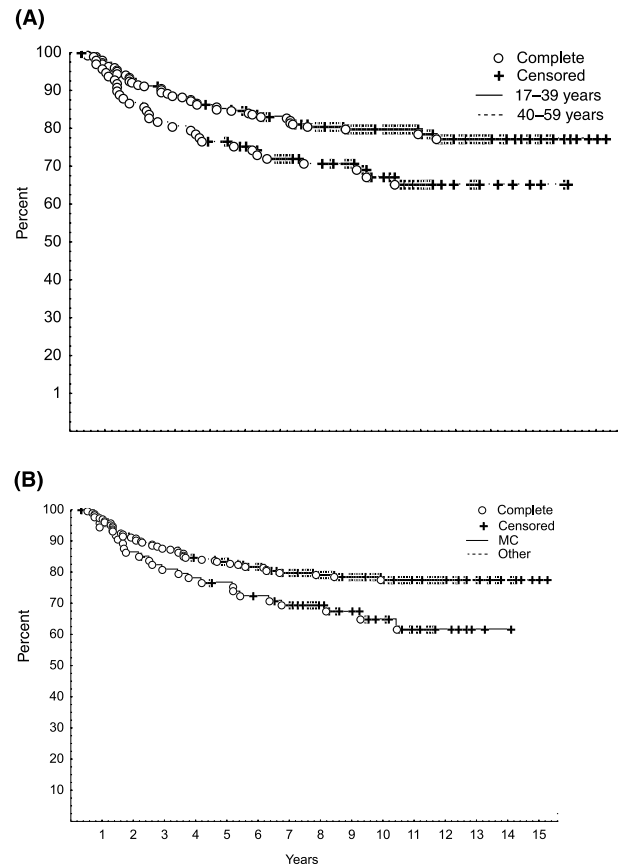 (A)
100
90
80
70
60
50
40
30
20
1
Percent
Complete
Censored
17–39 years
40–59 years
(B)
100
90
80
70
60
50
40
30
20
10
Percent
Complete
Censored
MC
Other
1 2 3 4 5 6 7 8 9 10 11 12 13 14 15
Years